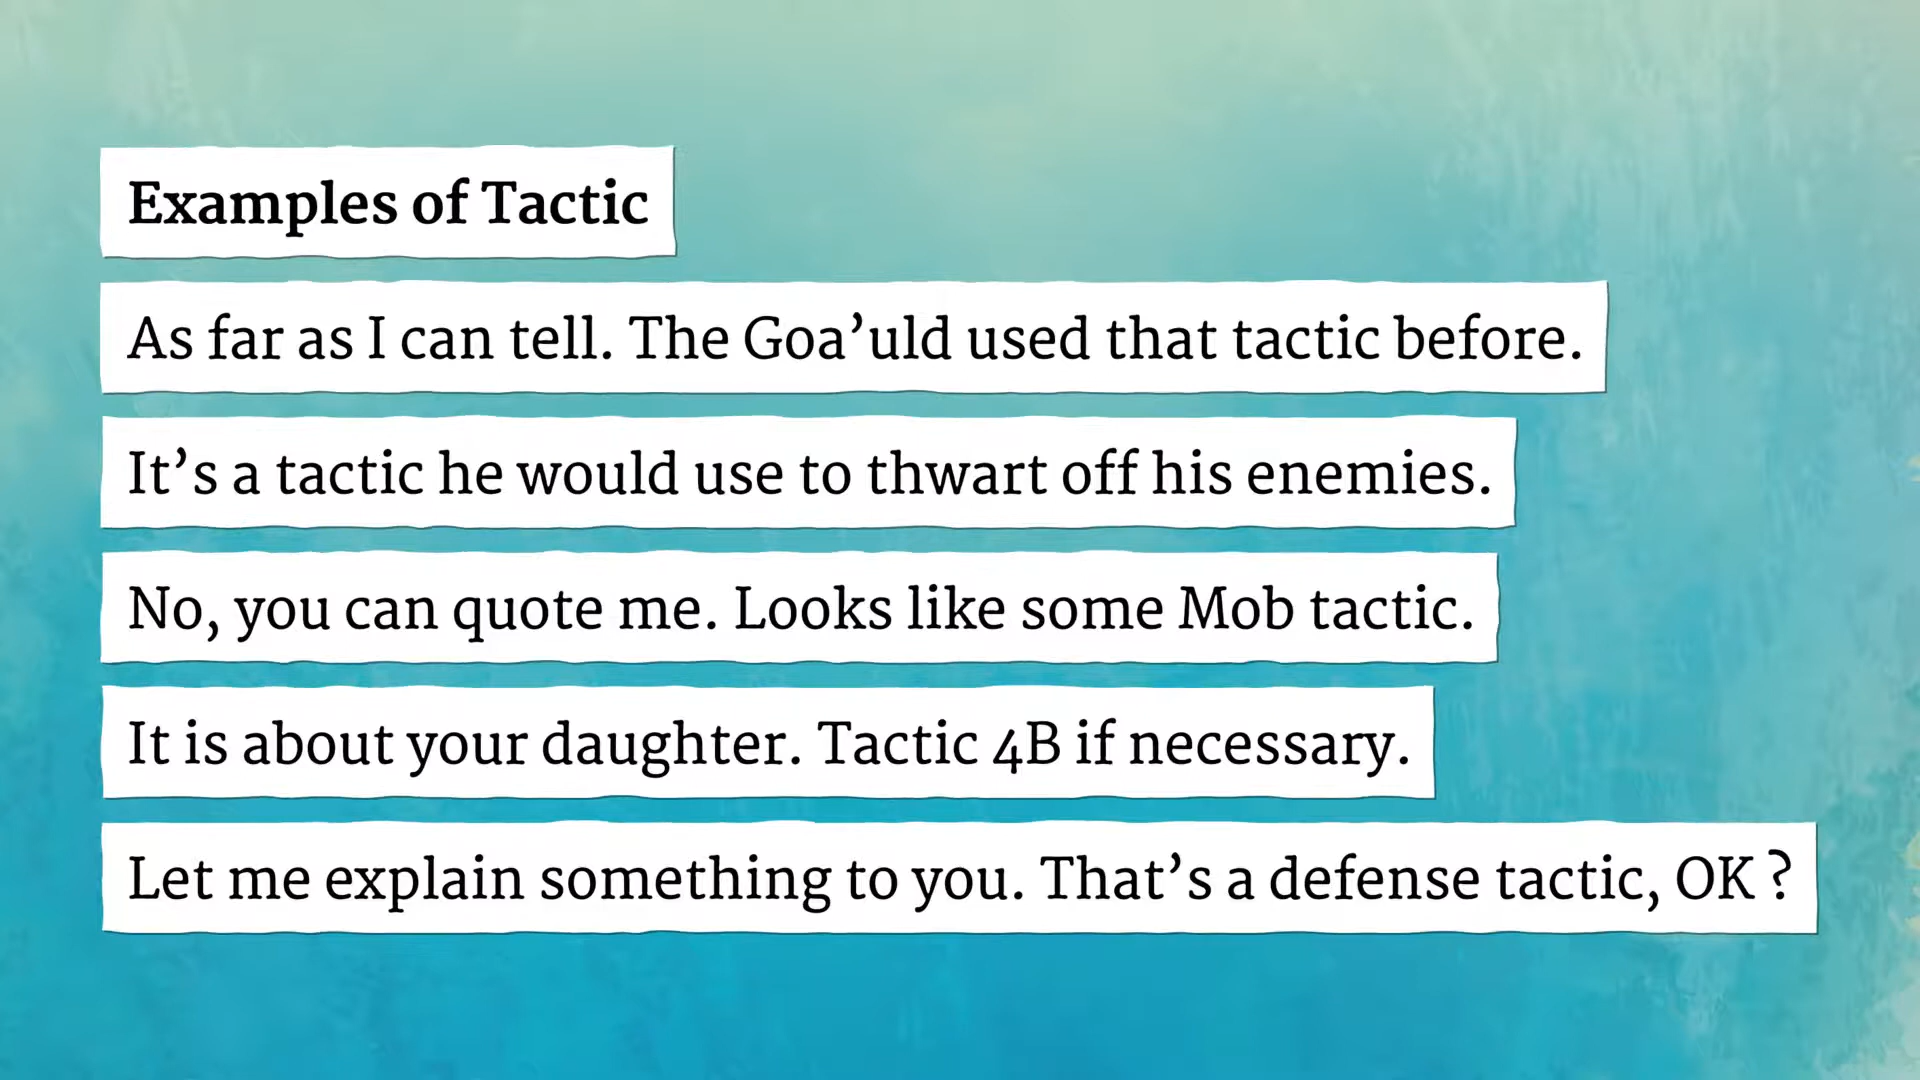 Examples of Tactic
As far as I can tell. The Goa’uld used that tactic before.
It’s a tactic he would use to thwart off his enemies.
No, you can quote me. Looks like some Mob tactic.
It is about your daughter. Tactic 4B if necessary.
Let me explain something to you. That’s a defense tactic, OK ?